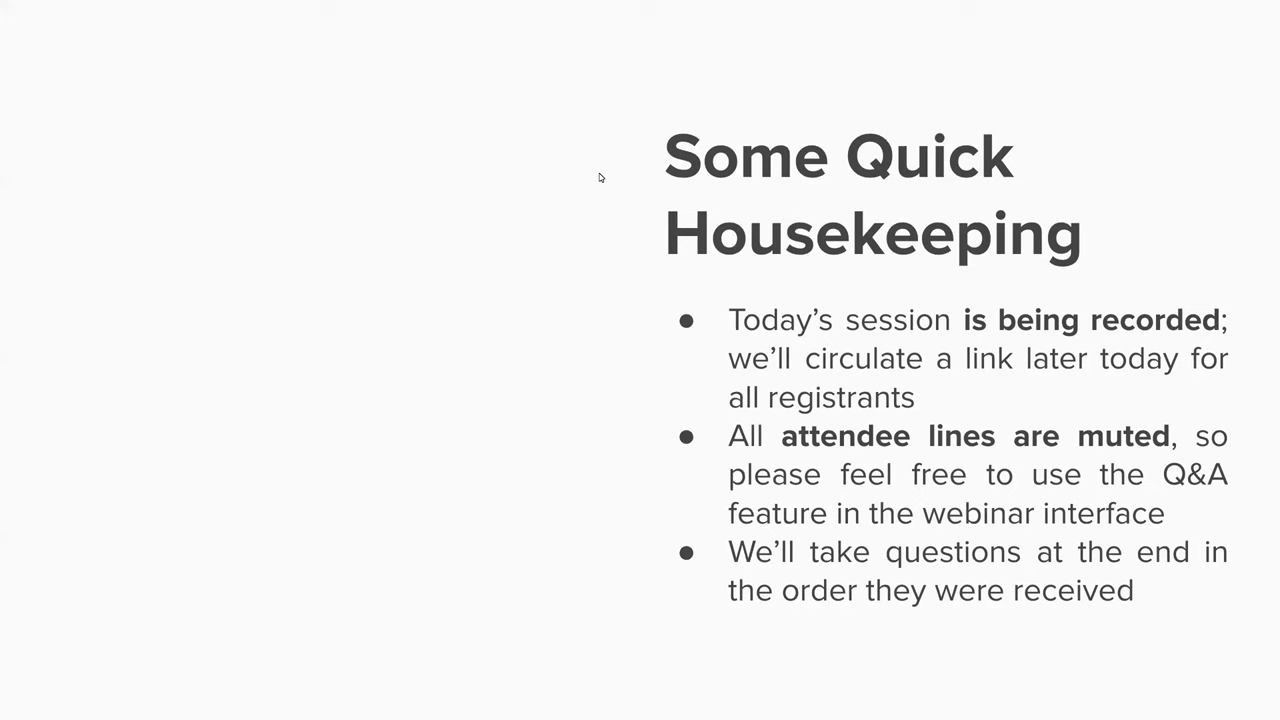 Some Quick
Housekeeping
● Today’s session is being recorded;
we’ll circulate a link later today for
all registrants
● All attendee lines are muted, so
please feel free to use the Q&A
feature in the webinar interface
● We’ll take questions at the end in
the order they were received